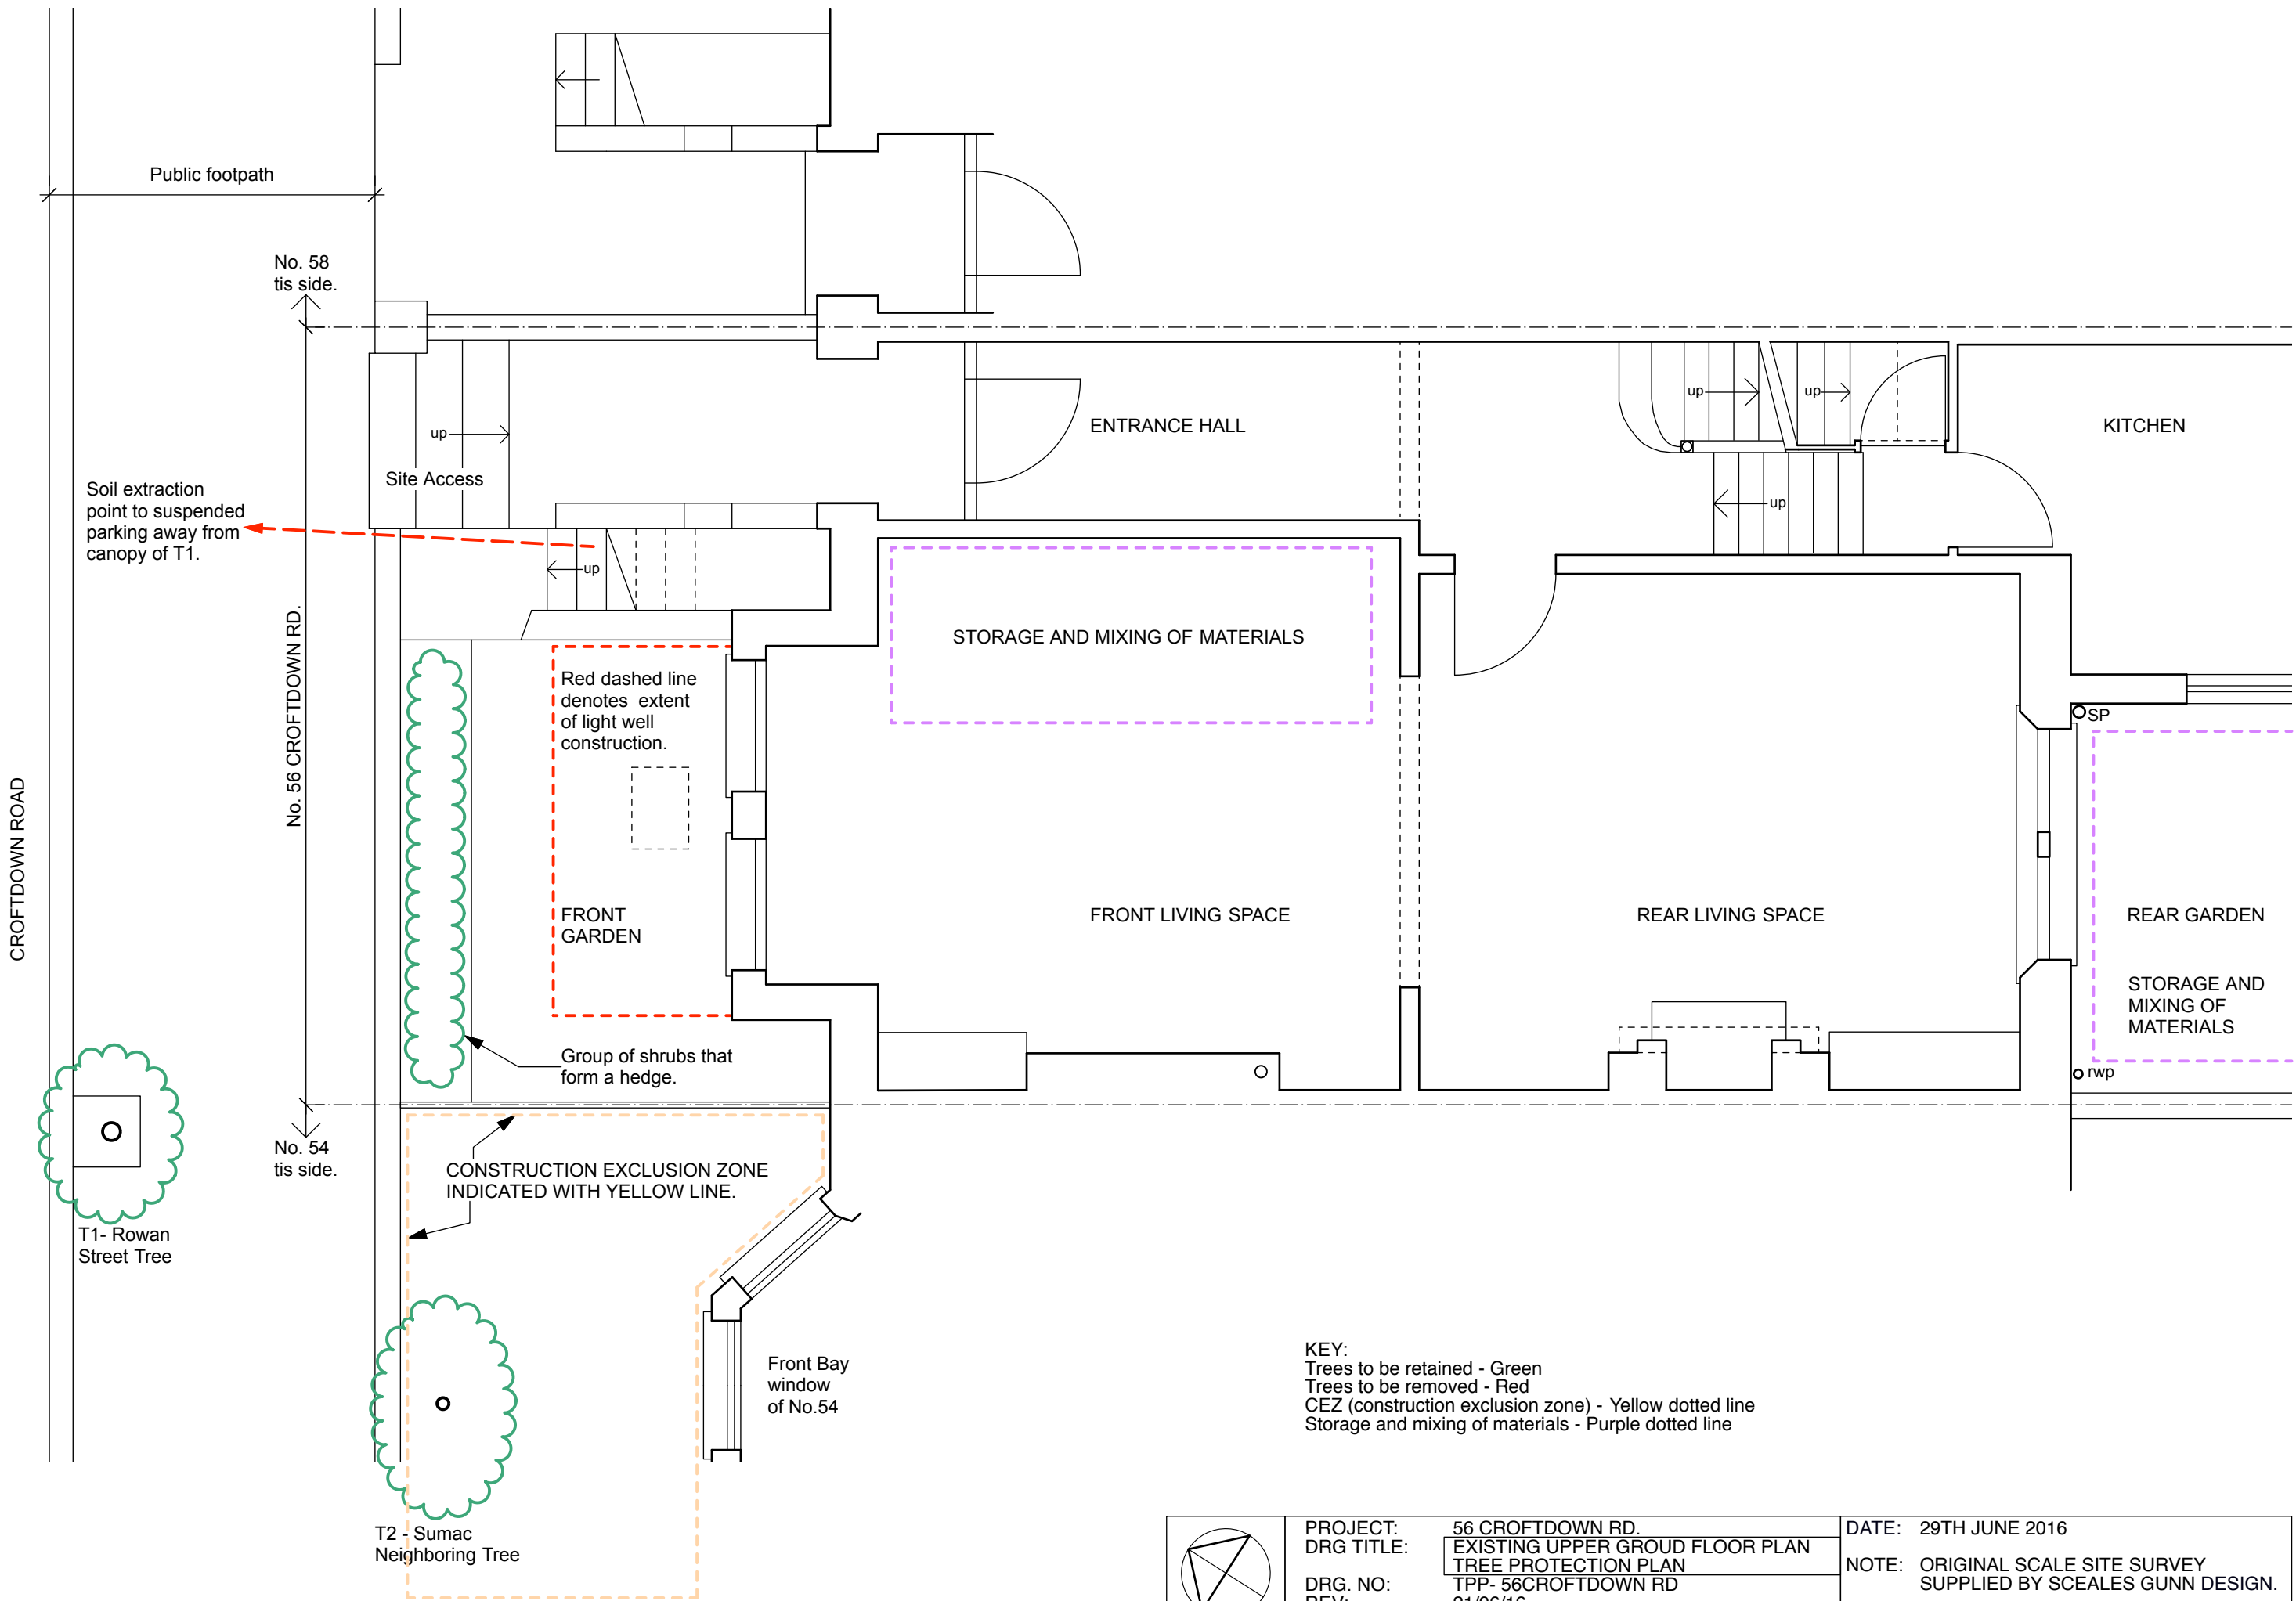 Public footpath
No. 58
tis side.
up
Site Access
Soil extraction
point to suspended
parking away from
canopy of T1.
up
No. 56 CROFTDOWN RD.
CROFTDOWN ROAD
ENTRANCE HALL
up
up
up
KITCHEN
STORAGE AND MIXING OF MATERIALS
Red dashed line
denotes extent
of light well
construction.
SP
FRONT
GARDEN
FRONT LIVING SPACE
REAR LIVING SPACE
REAR GARDEN
STORAGE AND
MIXING OF
MATERIALS
rwp
Group of shrubs that
form a hedge.
No. 54
tis side.
CONSTRUCTION EXCLUSION ZONE
INDICATED WITH YELLOW LINE.
T1- Rowan
Street Tree
Front Bay
window
of No.54
T2 - Sumac
Neighboring Tree
KEY:
Trees to be retained - Green
Trees to be removed - Red
CEZ (construction exclusion zone) - Yellow dotted line
Storage and mixing of materials - Purple dotted line
PROJECT: 56 CROFTDOWN RD.
DRG TITLE: EXISTING UPPER GROUD FLOOR PLAN
TREE PROTECTION PLAN
DRG. NO: TPP- 56CROFTDOWN RD
REV: 21/06/16
DATE: 29TH JUNE 2016
NOTE: ORIGINAL SCALE SITE SURVEY
SUPPLIED BY SCEALES GUNN DESIGN.